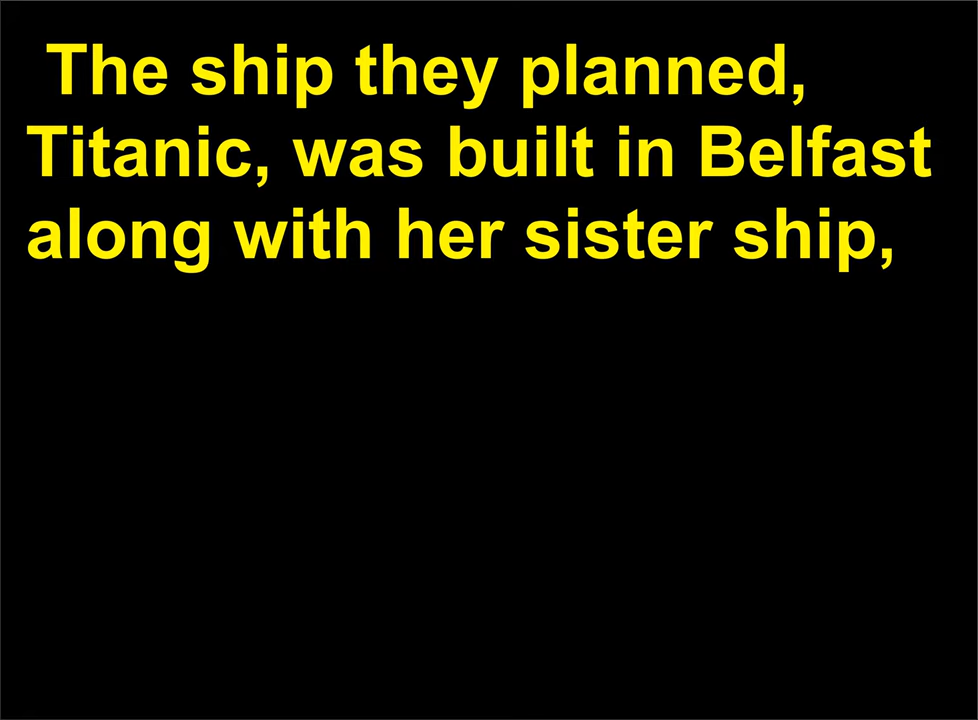 The ship they planned,
Titanic, was built in Belfast
along with her sister ship,